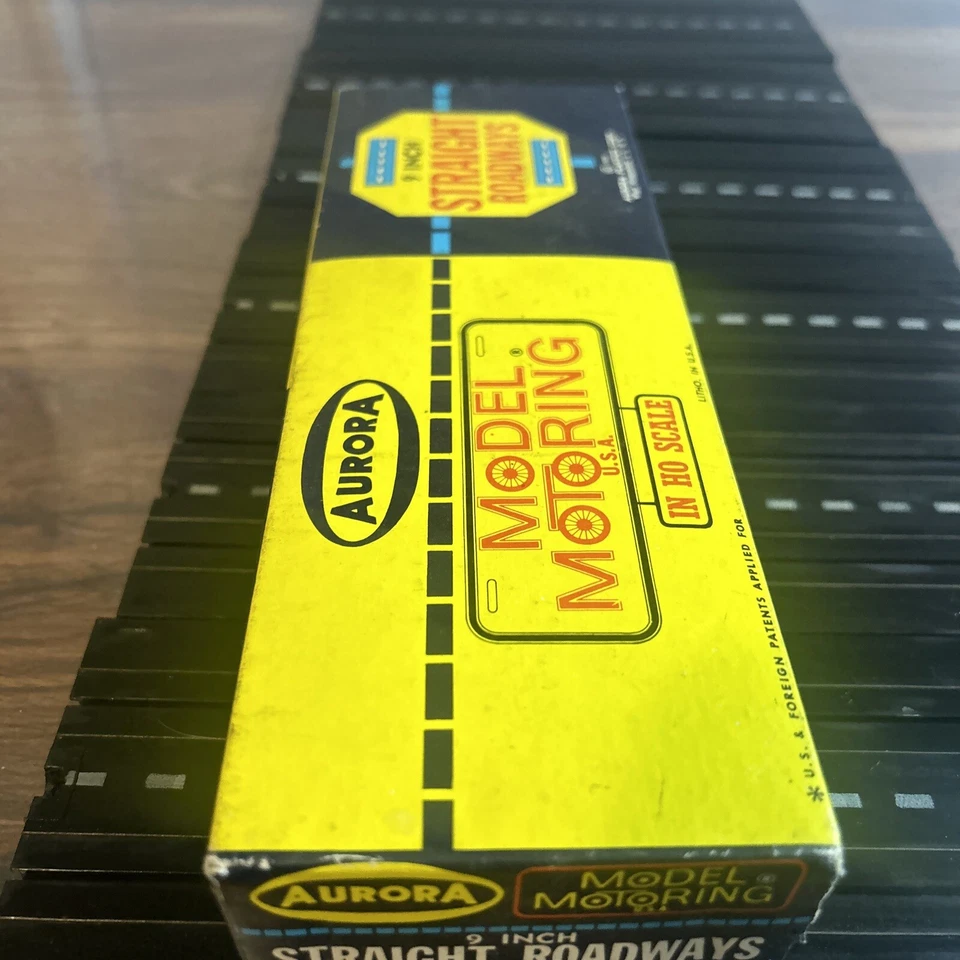 9 INCH
STRAIGHT
ROADWAYS
AURORA
MODEL®
MOTORING
U.S.A.
IN HO SCALE
LITHO. IN U.S.A.
* U.S. & FOREIGN PATENTS APPLIED FOR
AURORA
MODEL®
MOTORING
9 INCH
STRAIGHT ROADWAYS